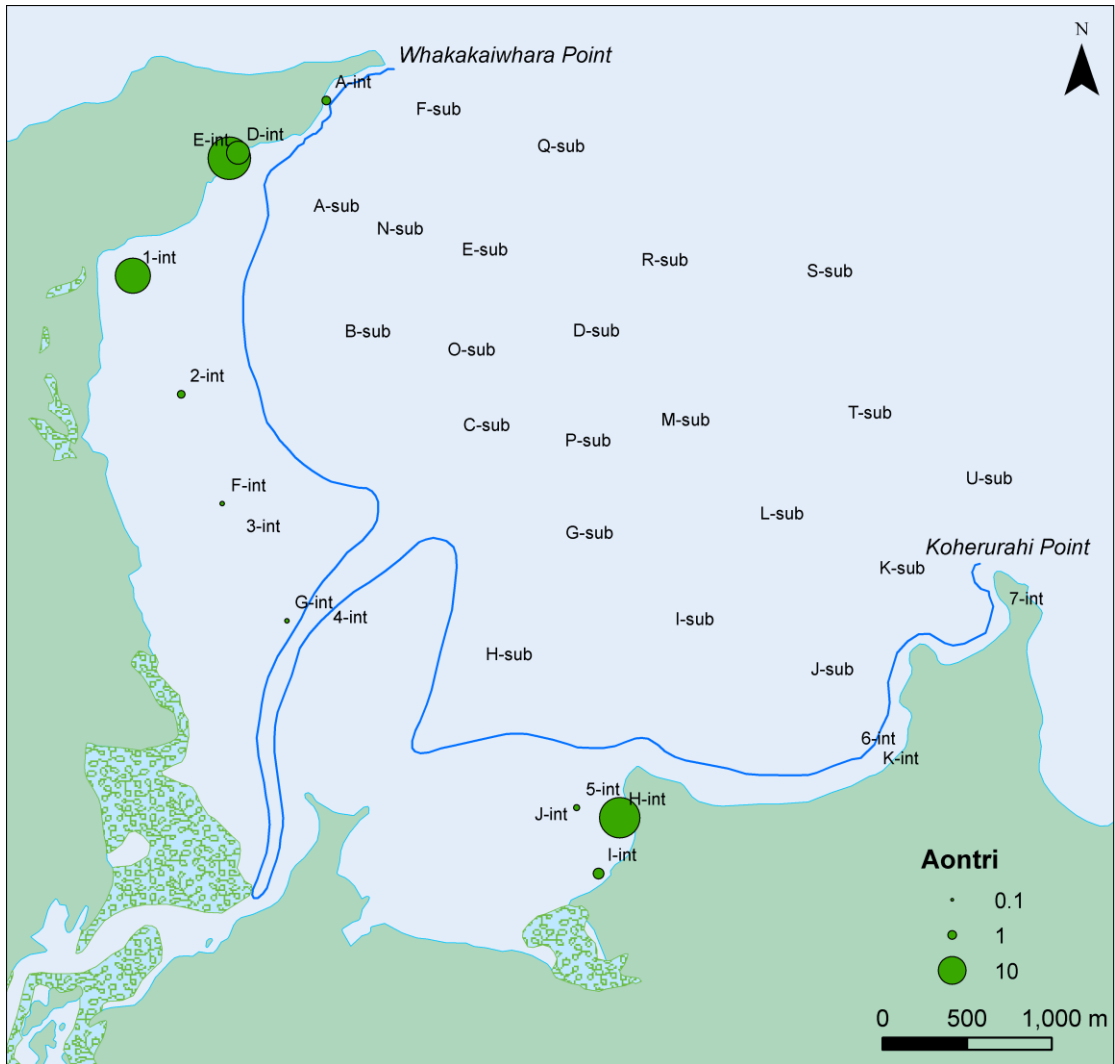 N
Whakakaiwhara Point
A-int
F-sub
E-int
D-int
Q-sub
A-sub
N-sub
E-sub
1-int
R-sub
S-sub
B-sub
O-sub
D-sub
2-int
C-sub
P-sub
M-sub
T-sub
F-int
3-int
G-sub
L-sub
U-sub
Koherurahi Point
K-sub
7-int
G-int
4-int
I-sub
H-sub
J-sub
6-int
K-int
5-int
H-int
J-int
I-int
Aontri
0.1
1
10
0 500 1,000 m